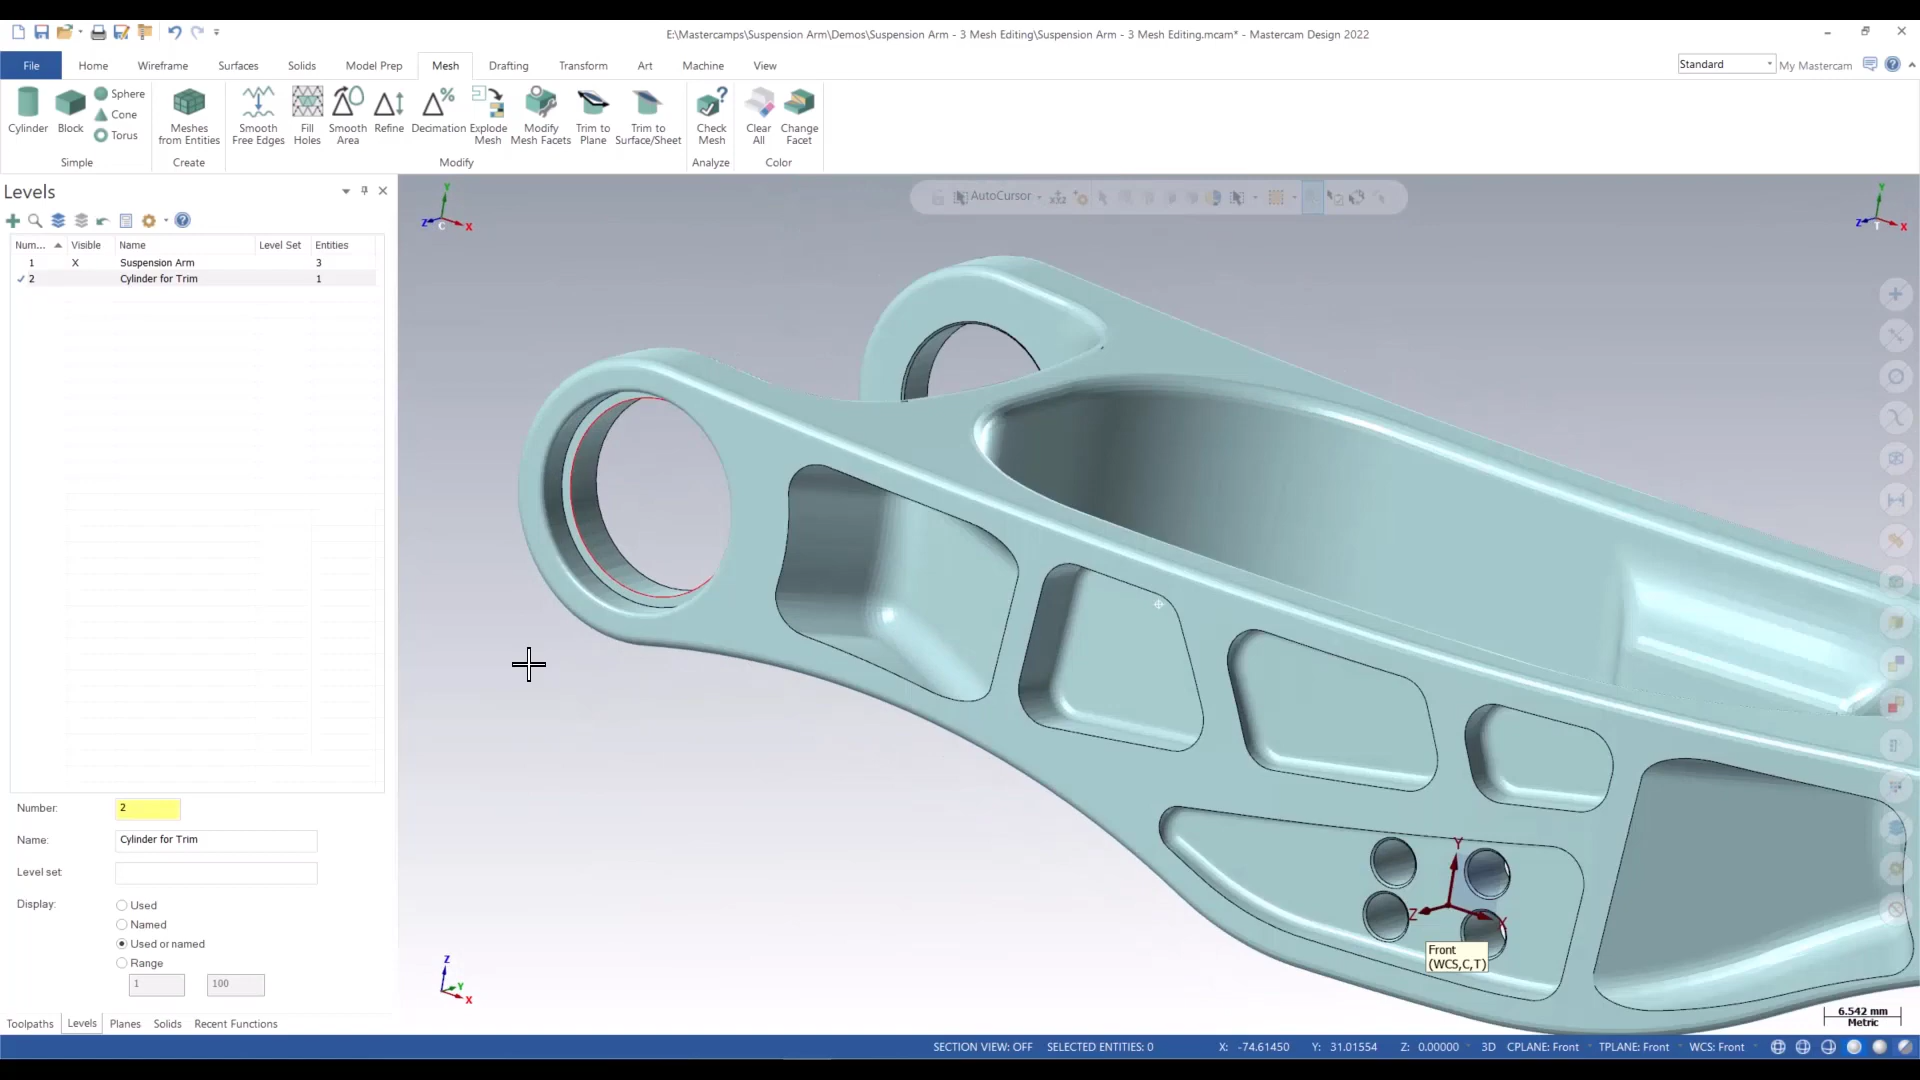 E:\Mastercamps\Suspension Arm\Demos\Suspension Arm - 3 Mesh Editing\Suspension Arm - 3 Mesh Editing.mcam* - Mastercam Design 2022
File Home Wireframe Surfaces Solids Model Prep Mesh Drafting Transform Art Machine View Standard My Mastercam
Cylinder Block Sphere Cone Torus
Simple
Meshes from Entities
Create
Smooth Free Edges
Fill Holes
Smooth Area
Refine
Decimation
Explode Mesh
Modify Mesh Facets
Trim to Plane
Trim to Surface/Sheet
Modify
Check Mesh
Analyze
Clear All
Change Facet
Color
Levels
AutoCursor
Num... Visible Name Level Set Entities
1 X Suspension Arm 3
2 Cylinder for Trim 1
Number: 2
Name: Cylinder for Trim
Level set:
Display: Used
Named
Used or named
Range
1 100
Y
Z C X
Y
Z T X
Z
Y
X
Y
Z X
Front
(WCS,C,T)
6.542 mm
Metric
Toolpaths Levels Planes Solids Recent Functions
SECTION VIEW: OFF SELECTED ENTITIES: 0 X: -74.61450 Y: 31.01554 Z: 0.00000 3D CPLANE: Front TPLANE: Front WCS: Front